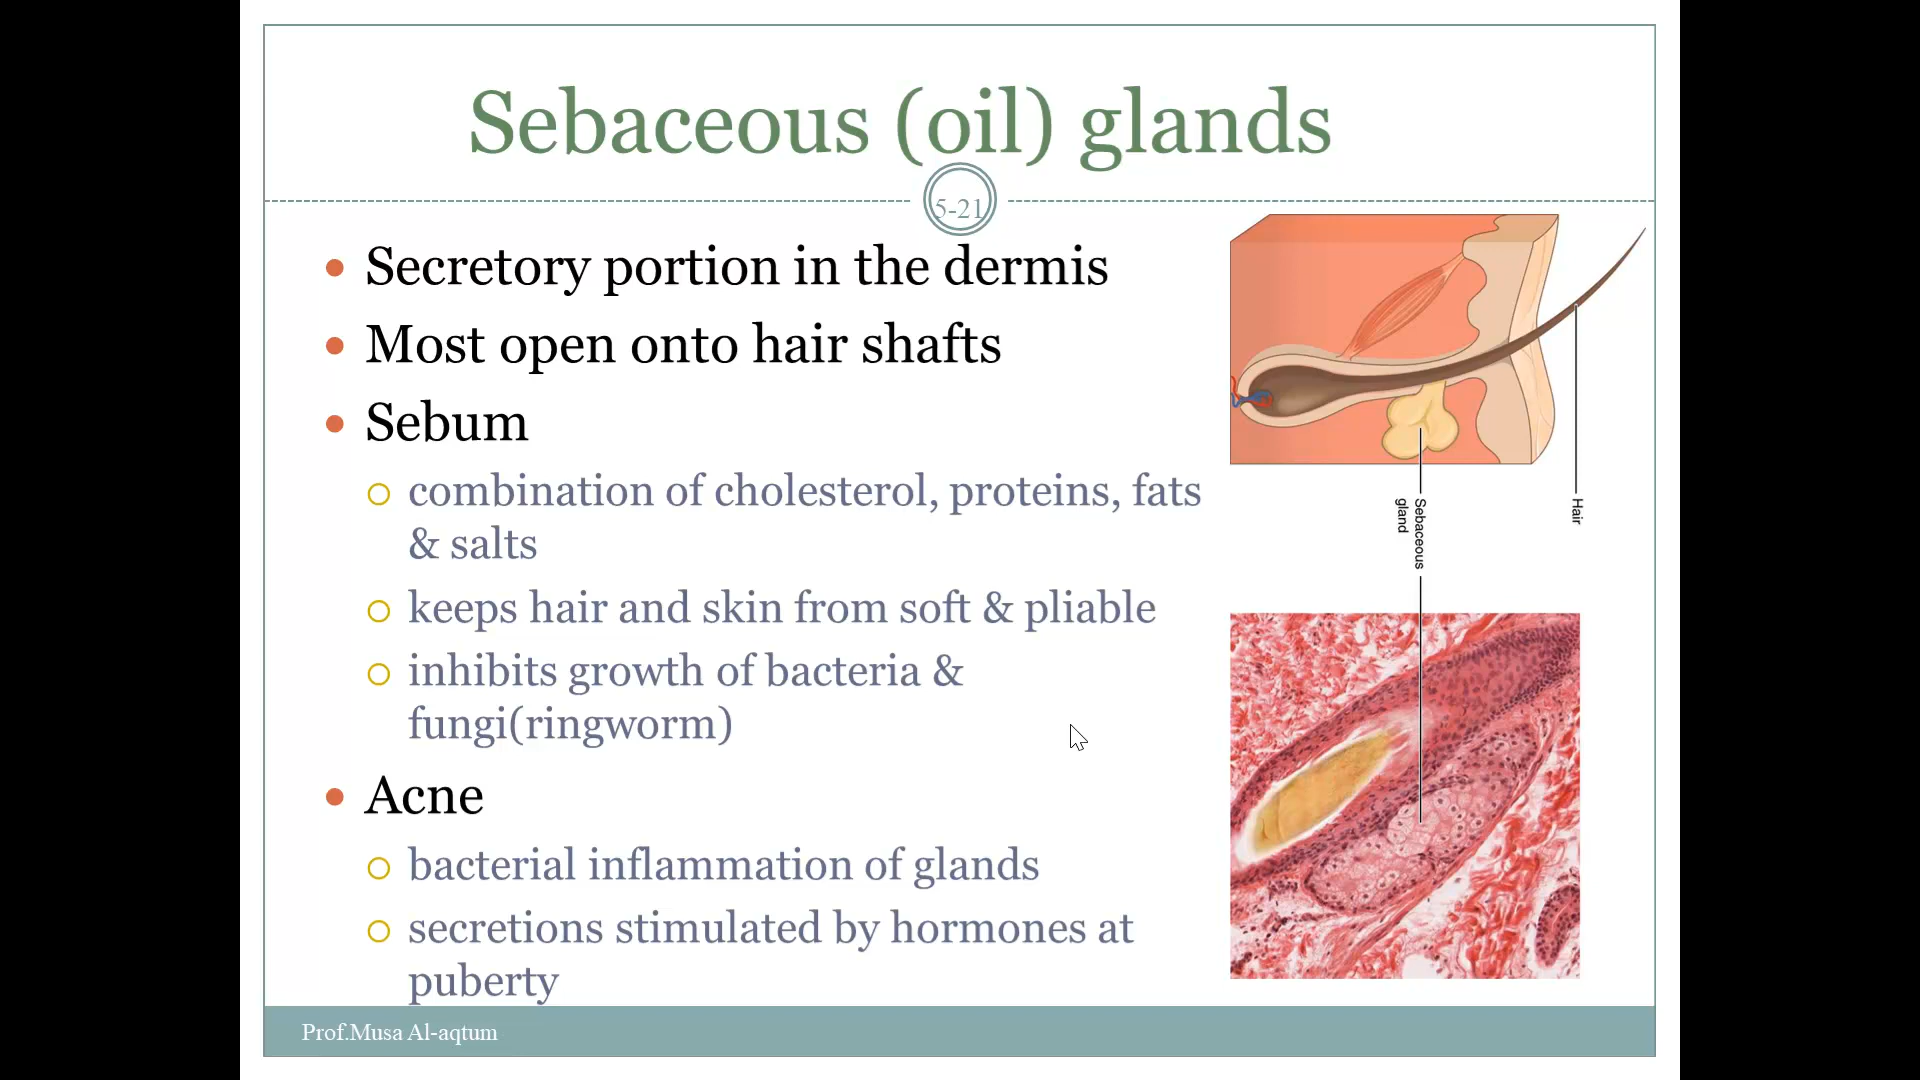 Sebaceous (oil) glands
5-21
Secretory portion in the dermis
Most open onto hair shafts
Sebum
combination of cholesterol, proteins, fats
& salts
keeps hair and skin from soft & pliable
inhibits growth of bacteria &
fungi(ringworm)
Acne
bacterial inflammation of glands
secretions stimulated by hormones at
puberty
Hair
Sebaceous
gland
Prof.Musa Al-aqtum